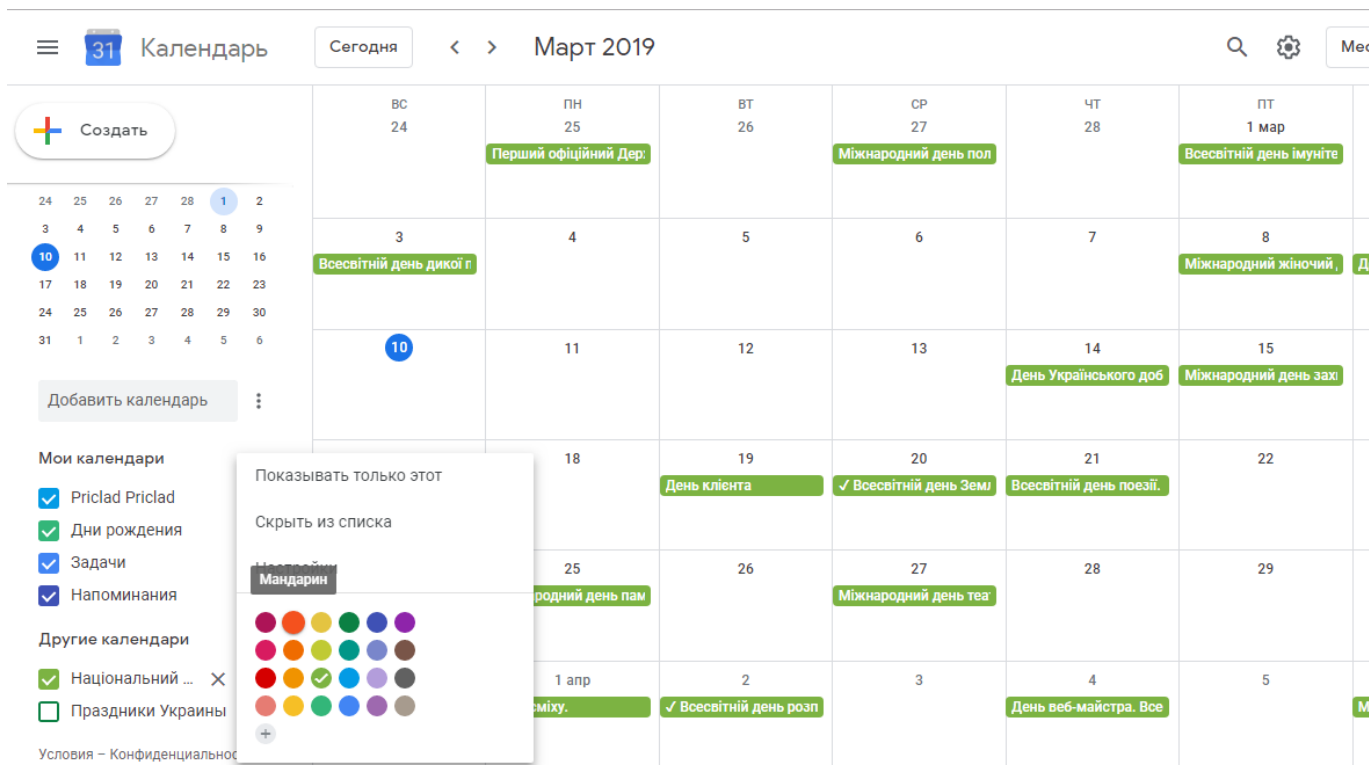 31 Календарь Сегодня Март 2019 Мес
Создать
24 25 26 27 28 1 2
3 4 5 6 7 8 9
10 11 12 13 14 15 16
17 18 19 20 21 22 23
24 25 26 27 28 29 30
31 1 2 3 4 5 6
Добавить календарь
Мои календари
Priclad Priclad
Дни рождения
Задачи
Напоминания
Другие календари
Національний ...
Праздники Украины
Условия – Конфиденциальнос
Показывать только этот
Скрыть из списка
Настройки
Мандарин
ВС ПН ВТ СР ЧТ ПТ
24 25 26 27 28 1 мар
Перший офіційний Дер Міжнародний день пол Всесвітній день імуніте
3 4 5 6 7 8
Всесвітній день дикої п Міжнародний жіночий Д
10 11 12 13 14 15
День Українського доб Міжнародний день захи
18 19 20 21 22
День клієнта ✓ Всесвітній день Земл Всесвітній день поезії.
25 26 27 28 29
родний день пам Міжнародний день теат
1 апр 2 3 4 5
сміху. ✓ Всесвітній день розп День веб-майстра. Все М